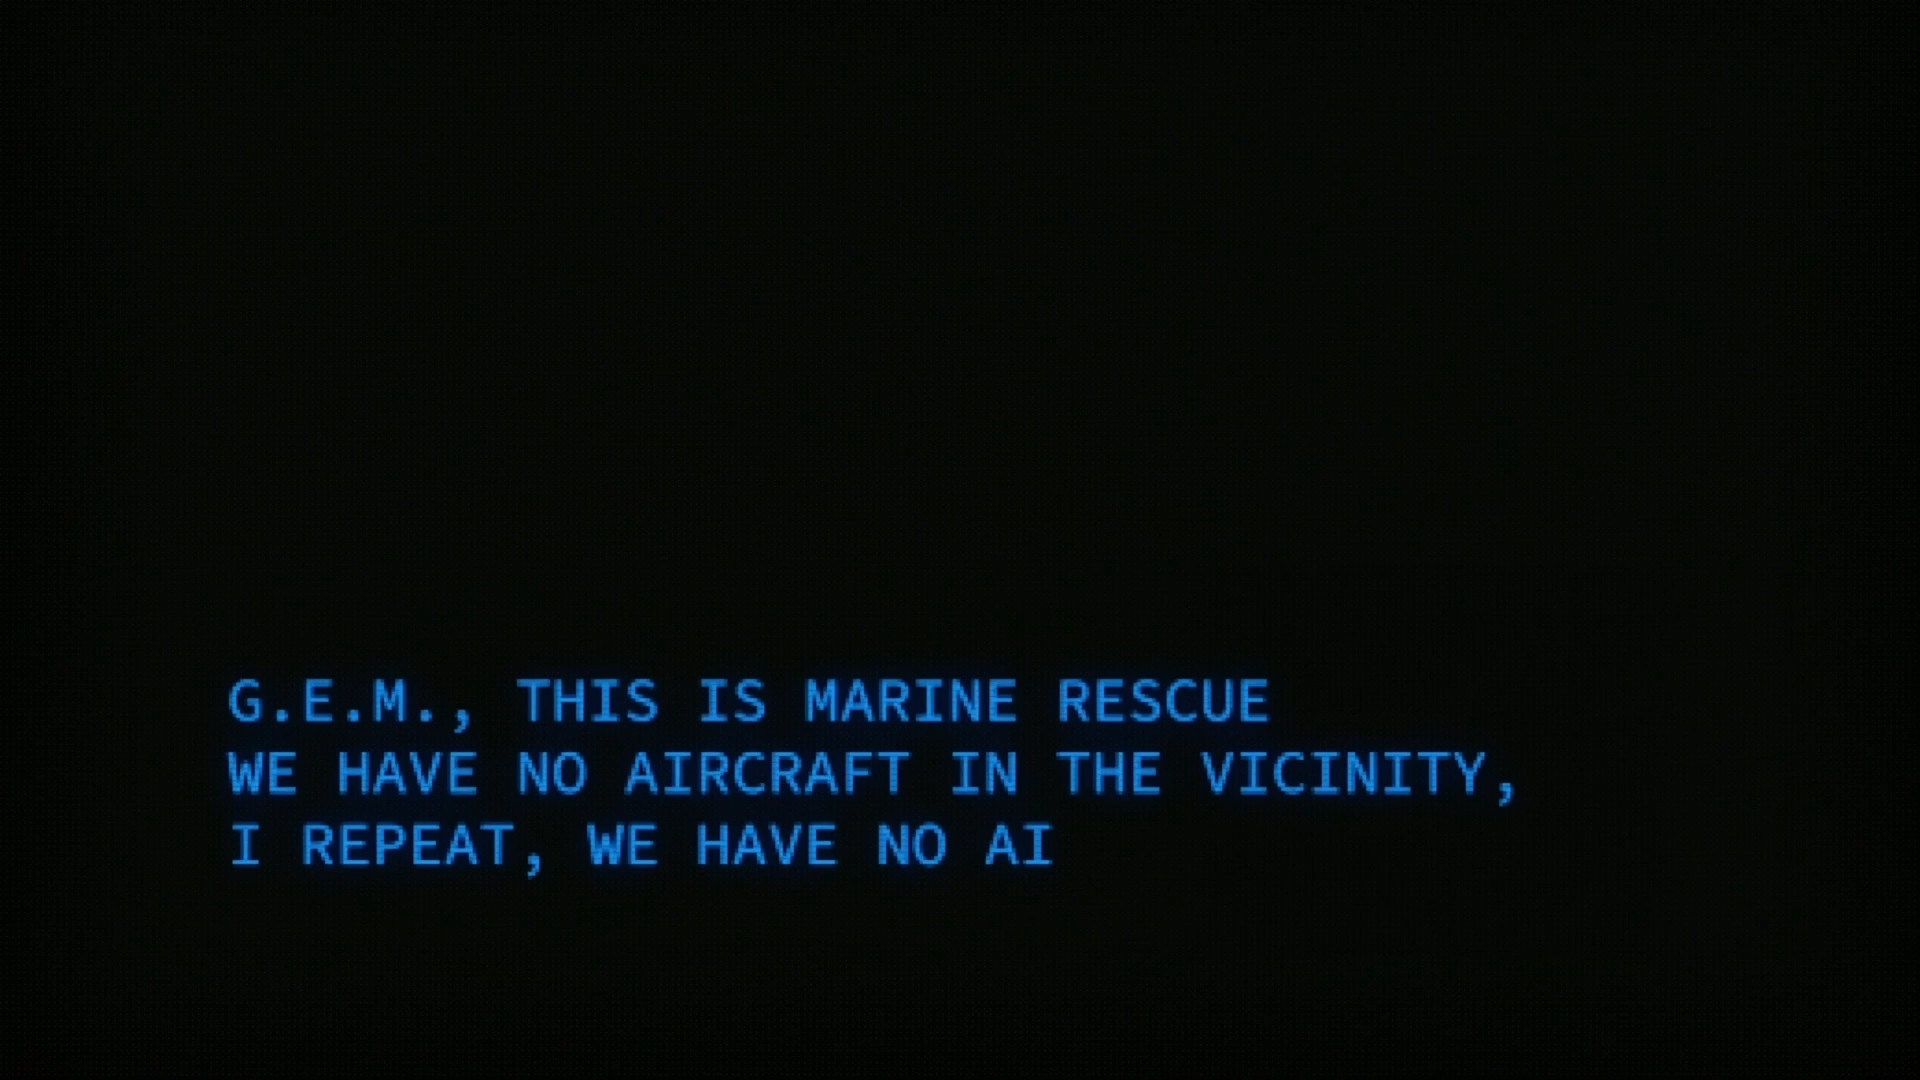 G.E.M., THIS IS MARINE RESCUE
WE HAVE NO AIRCRAFT IN THE VICINITY,
I REPEAT, WE HAVE NO AI